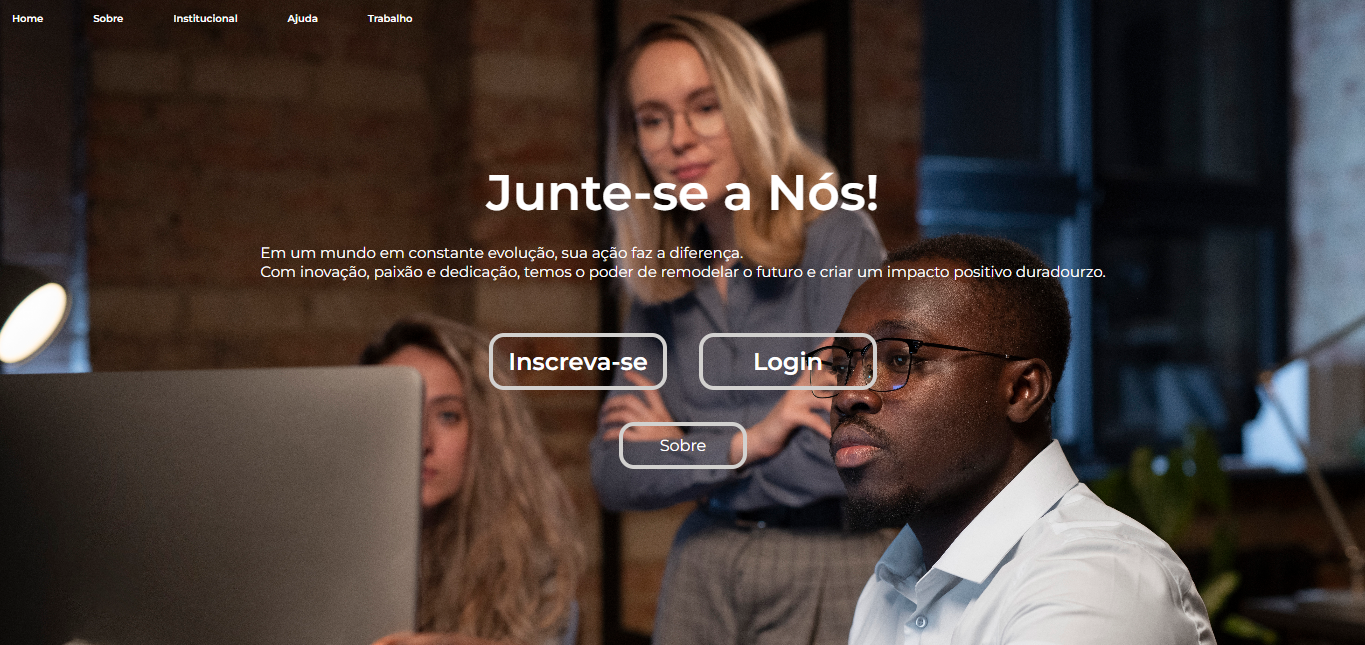 Home Sobre Institucional Ajuda Trabalho
Junte-se a Nós!
Em um mundo em constante evolução, sua ação faz a diferença.
Com inovação, paixão e dedicação, temos o poder de remodelar o futuro e criar um impacto positivo duradourzo.
Inscreva-se Login
Sobre